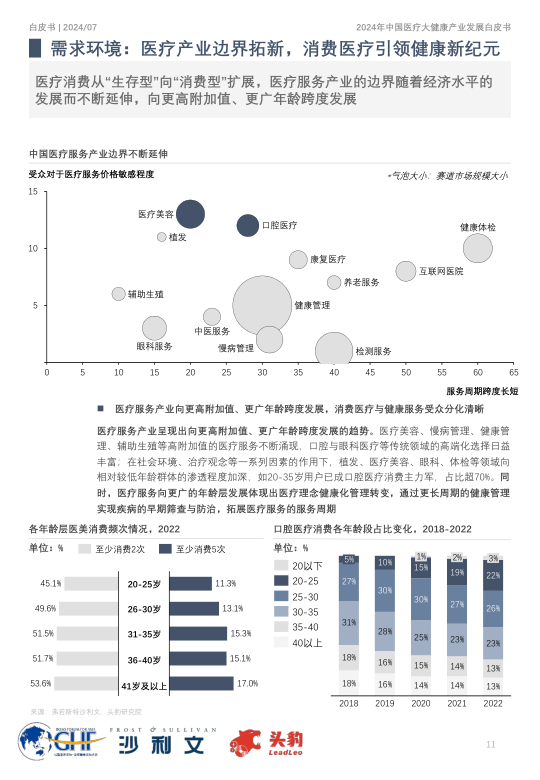 白皮书 | 2024/07
2024年中国医疗大健康产业发展白皮书
需求环境：医疗产业边界拓新，消费医疗引领健康新纪元
医疗消费从“生存型”向“消费型”扩展，医疗服务产业的边界随着经济水平的
发展而不断延伸，向更高附加值、更广年龄跨度发展
中国医疗服务产业边界不断延伸
受众对于医疗服务价格敏感程度
*气泡大小：赛道市场规模大小
15
医疗美容
口腔医疗
植发
健康体检
10
康复医疗
互联网医院
养老服务
辅助生殖
健康管理
5
中医服务
眼科服务
慢病管理
检测服务
0 5 10 15 20 25 30 35 40 45 50 55 60 65
服务周期跨度长短
■ 医疗服务产业向更高附加值、更广年龄跨度发展，消费医疗与健康服务受众分化清晰
医疗服务产业呈现出向更高附加值、更广年龄跨度发展的趋势。医疗美容、慢病管理、健康管
理、辅助生殖等高附加值的医疗服务不断涌现，口腔与眼科医疗等传统领域的高端化选择日益
丰富；在社会环境、治疗观念等一系列因素的作用下，植发、医疗美容、眼科、体检等领域向
相对较低年龄群体的渗透程度加深，如20-35岁用户已成口腔医疗消费主力军，占比超70%。同
时，医疗服务向更广的年龄层发展体现出医疗理念健康化管理转变，通过更长周期的健康管理
实现疾病的早期筛查与防治，拓展医疗服务的服务周期
各年龄层医美消费频次情况，2022
单位：%
至少消费2次
至少消费5次
45.1% 20-25岁 11.3%
49.6% 26-30岁 13.1%
51.5% 31-35岁 15.3%
51.7% 36-40岁 15.1%
53.6% 41岁及以上 17.0%
口腔医疗消费各年龄段占比变化，2018-2022
单位：%
20以下
20-25
25-30
30-35
35-40
40以上
1% 2% 3%
5% 10% 15% 19% 22%
27% 30% 30% 27% 26%
31% 28% 25% 23% 23%
18% 16% 15% 14% 13%
18% 16% 14% 14% 13%
2018 2019 2020 2021 2022
来源：弗若斯特沙利文、头豹研究院
GHF
FROST & SULLIVAN
沙利文
头豹
LeadLeo
11